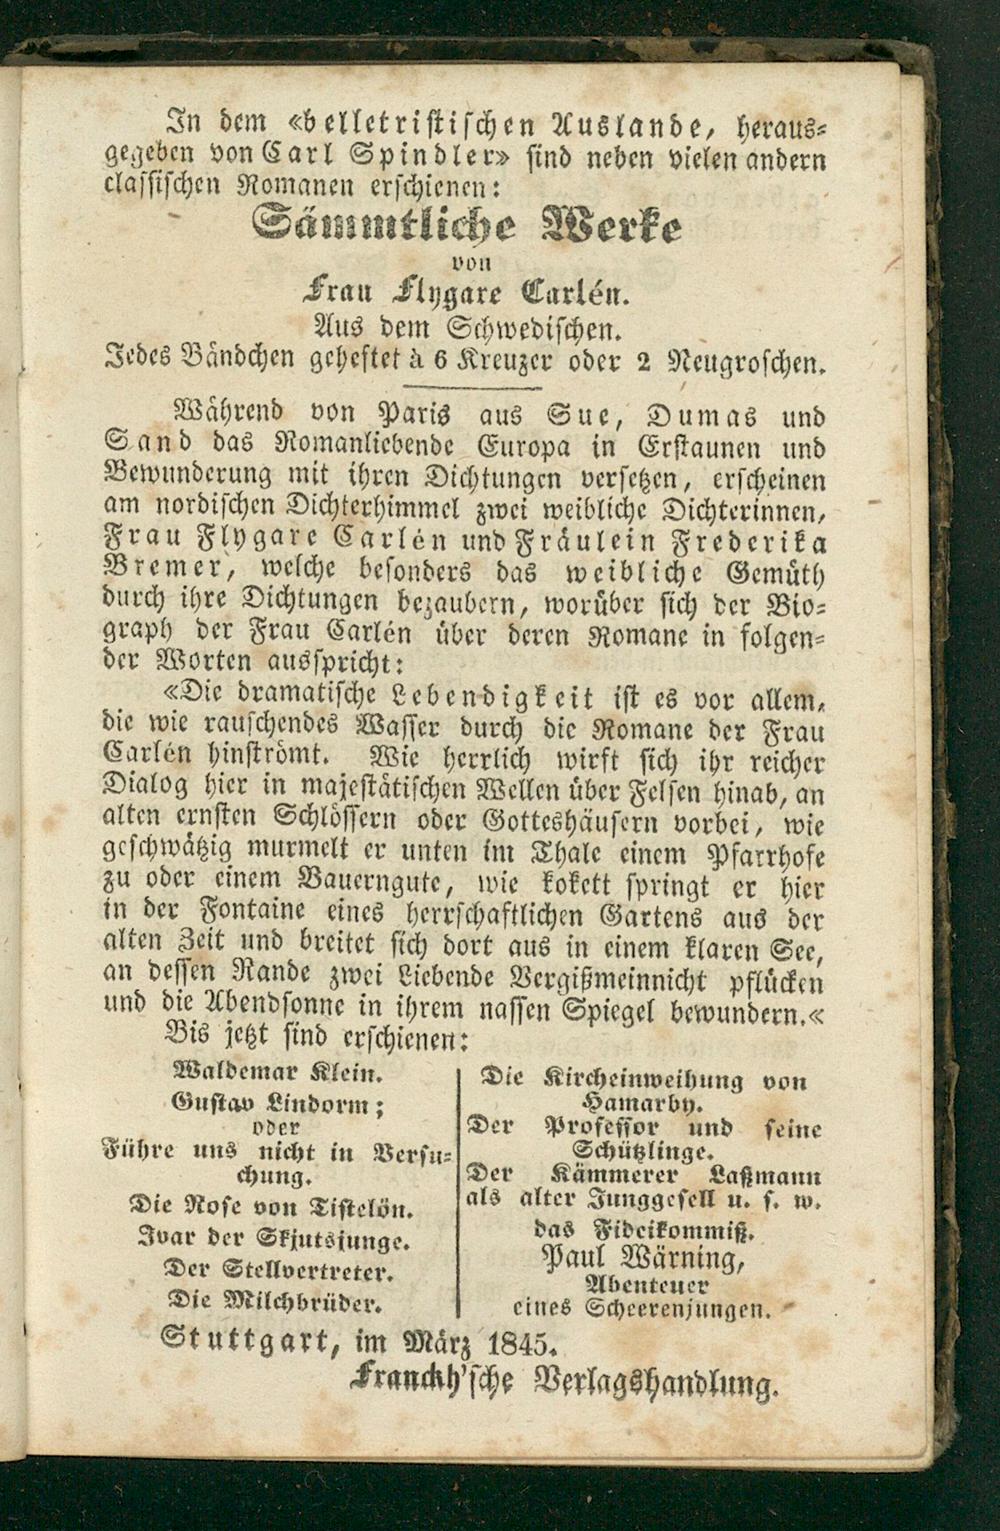 In dem «belletristischen Auslande, heraus-
gegeben von Carl Spindler» sind neben vielen andern
classischen Romanen erschienen:
Sämmtliche Werke
von
Frau Flygare Carlén.
Aus dem Schwedischen.
Jedes Bändchen geheftet à 6 Kreuzer oder 2 Neugroschen.
Während von Paris aus Sue, Dumas und
Sand das Romanliebende Europa in Erstaunen und
Bewunderung mit ihren Dichtungen versetzen, erscheinen
am nordischen Dichterhimmel zwei weibliche Dichterinnen,
Frau Flygare Carlén und Fräulein Frederika
Bremer, welche besonders das weibliche Gemüth
durch ihre Dichtungen bezaubern, worüber sich der Bio-
graph der Frau Carlén über deren Romane in folgen-
der Worten ausspricht:
«Die dramatische Lebendigkeit ist es vor allem,
die wie rauschendes Wasser durch die Romane der Frau
Carlén hinströmt. Wie herrlich wirft sich ihr reicher
Dialog hier in majestätischen Wellen über Felsen hinab, an
alten ernsten Schlössern oder Gotteshäusern vorbei, wie
geschwätzig murmelt er unten im Thale einem Pfarrhofe
zu oder einem Bauerngute, wie kokett springt er hier
in der Fontaine eines herrschaftlichen Gartens aus der
alten Zeit und breitet sich dort aus in einem klaren See,
an dessen Rande zwei Liebende Vergißmeinnicht pflücken
und die Abendsonne in ihrem nassen Spiegel bewundern.«
Bis jetzt sind erschienen:
Waldemar Klein.
Gustav Lindorm;
oder
Führe uns nicht in Versu-
chung.
Die Rose von Tistelön.
Ivar der Skjutsjunge.
Der Stellvertreter.
Die Milchbrüder.
Die Kircheinweihung von
Hamarby.
Der Professor und seine
Schützlinge.
Der Kämmerer Laßmann
als alter Junggesell u. s. w.
das Fideikommiß.
Paul Wärning,
Abenteuer
eines Scheerenjungen.
Stuttgart, im März 1845.
Franckh'sche Verlagshandlung.